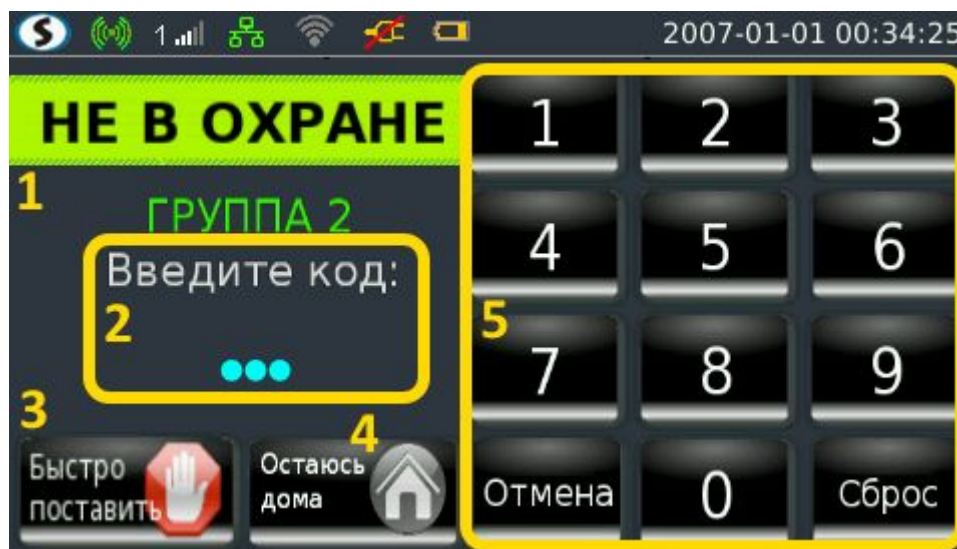 S 1 2007-01-01 00:34:25
НЕ В ОХРАНЕ
1
ГРУППА 2
Введите код:
2
3
Быстро
поставить
4
Остаюсь
дома
5
1 2 3
4 5 6
7 8 9
Отмена 0 Сброс